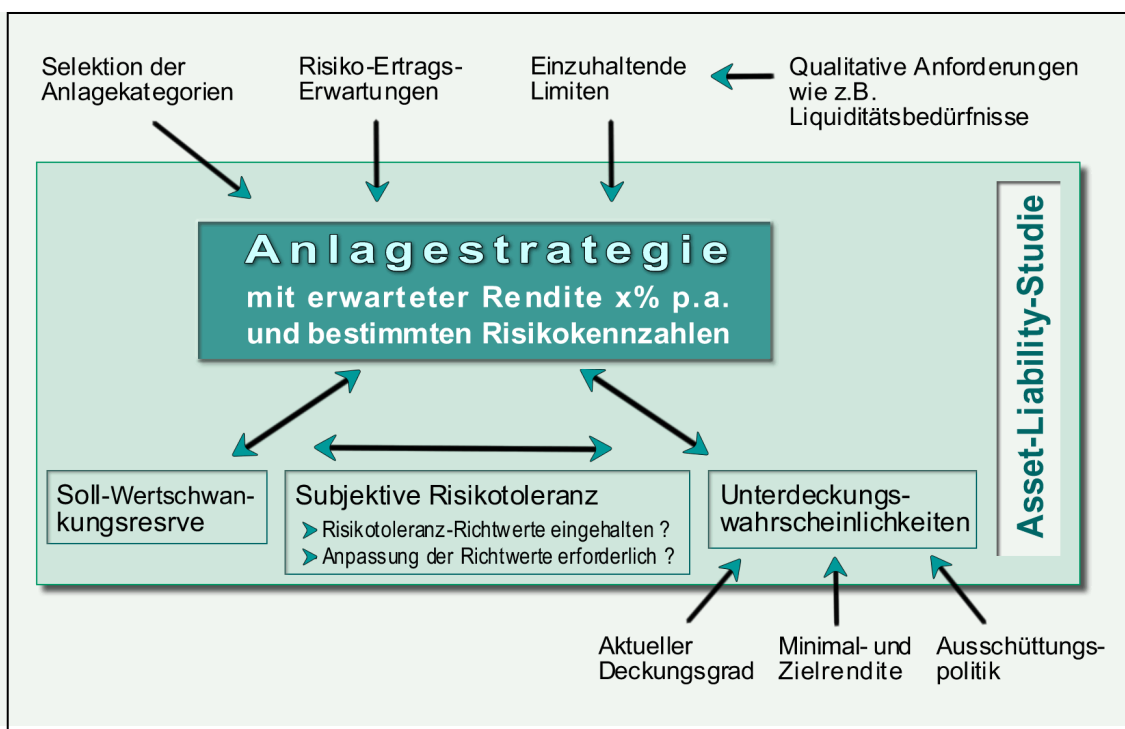 Selektion der
Anlagekategorien
Risiko-Ertrags-
Erwartungen
Einzuhaltende
Limiten
Qualitative Anforderungen
wie z.B.
Liquiditätsbedürfnisse
Anlagestrategie
mit erwarteter Rendite x% p.a.
und bestimmten Risikokennzahlen
Asset-Liability-Studie
Soll-Wertschwan-
kungsresrve
Subjektive Risikotoleranz
Risikotoleranz-Richtwerte eingehalten ?
Anpassung der Richtwerte erforderlich ?
Unterdeckungs-
wahrscheinlichkeiten
Aktueller
Deckungsgrad
Minimal- und
Zielrendite
Ausschüttungs-
politik